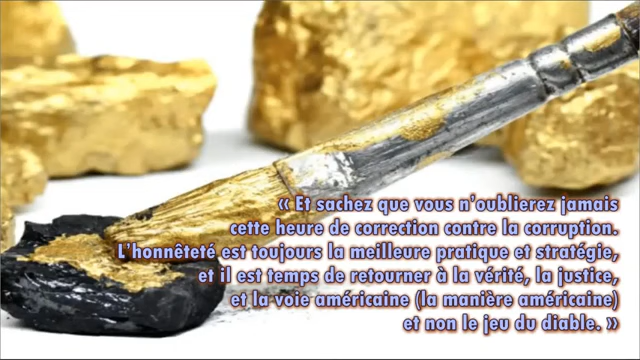 « Et sachez que vous n’oublierez jamais
cette heure de correction contre la corruption.
L’honnêteté est toujours la meilleure pratique et stratégie,
et il est temps de retourner à la vérité, la justice,
et la voie américaine (la manière américaine)
et non le jeu du diable. »